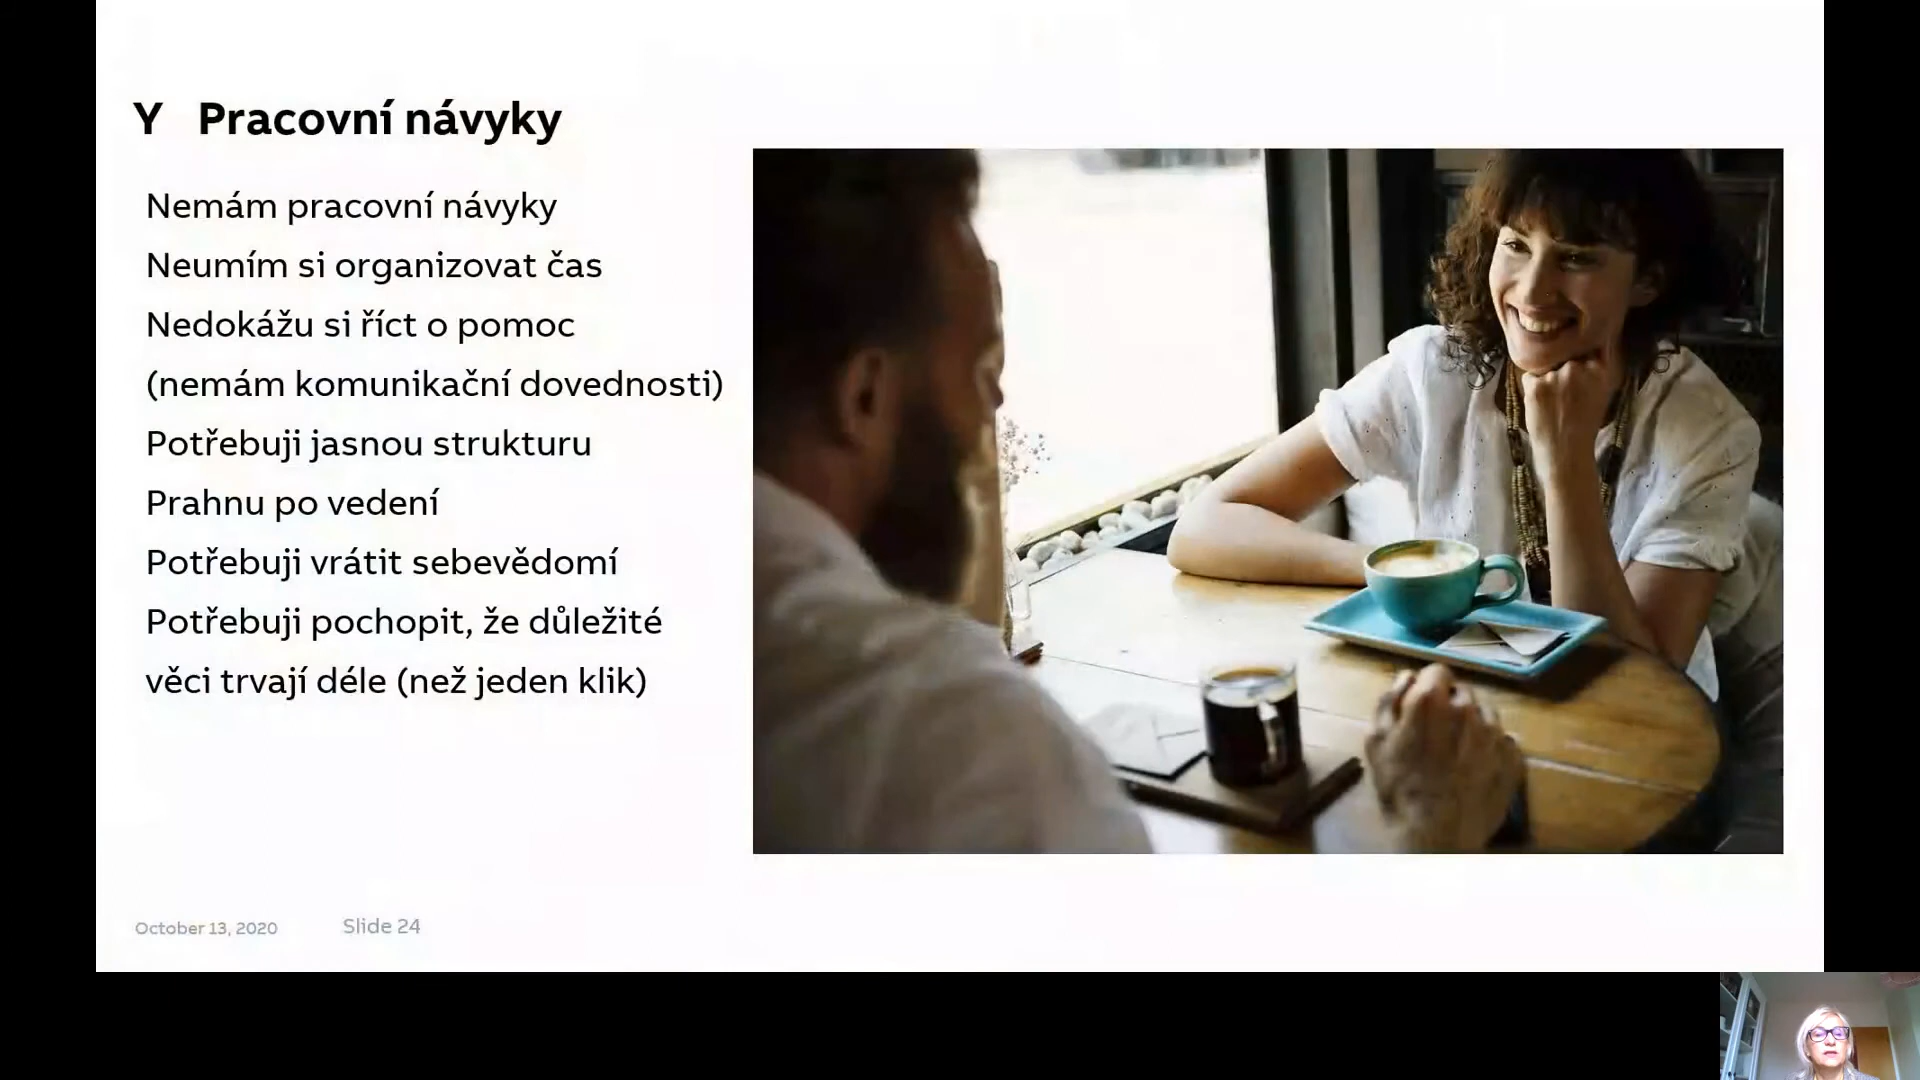 Y Pracovní návyky
Nemám pracovní návyky
Neumím si organizovat čas
Nedokážu si říct o pomoc
(nemám komunikační dovednosti)
Potřebuji jasnou strukturu
Prahnu po vedení
Potřebuji vrátit sebevědomí
Potřebuji pochopit, že důležité
věci trvají déle (než jeden klik)
October 13, 2020 Slide 24